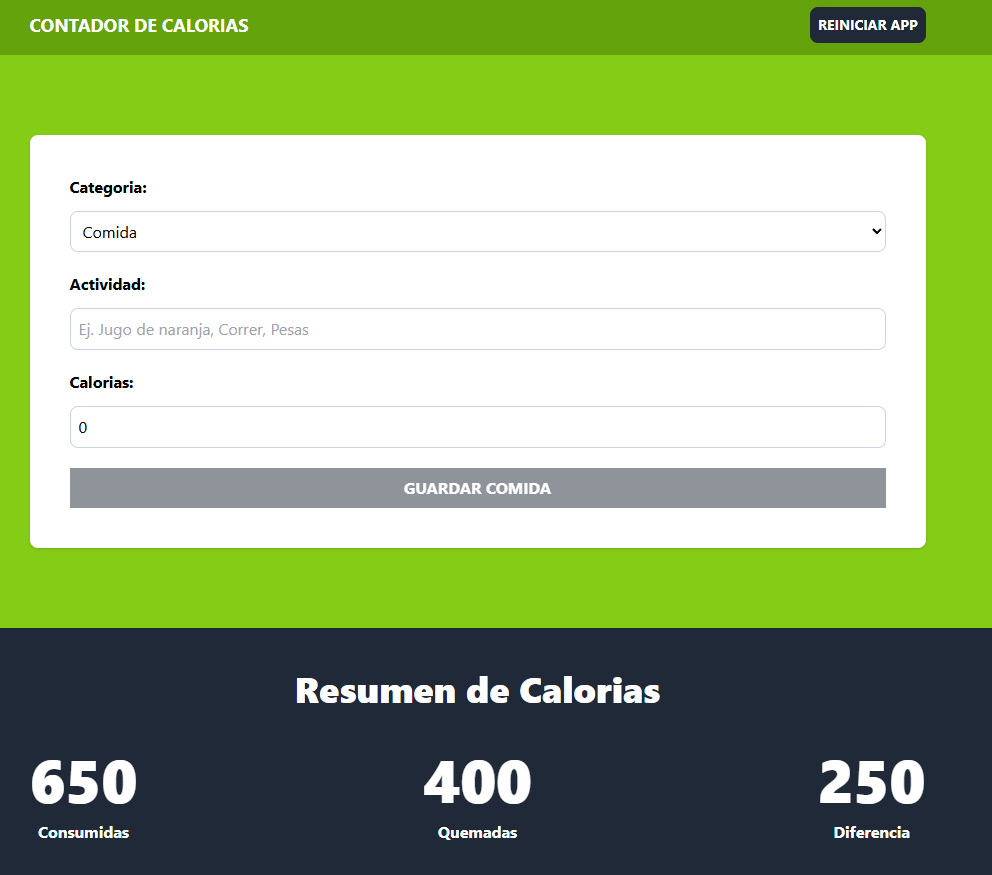 CONTADOR DE CALORIAS
REINICIAR APP
Categoria:
Comida
Actividad:
Ej. Jugo de naranja, Correr, Pesas
Calorias:
0
GUARDAR COMIDA
Resumen de Calorias
650
Consumidas
400
Quemadas
250
Diferencia